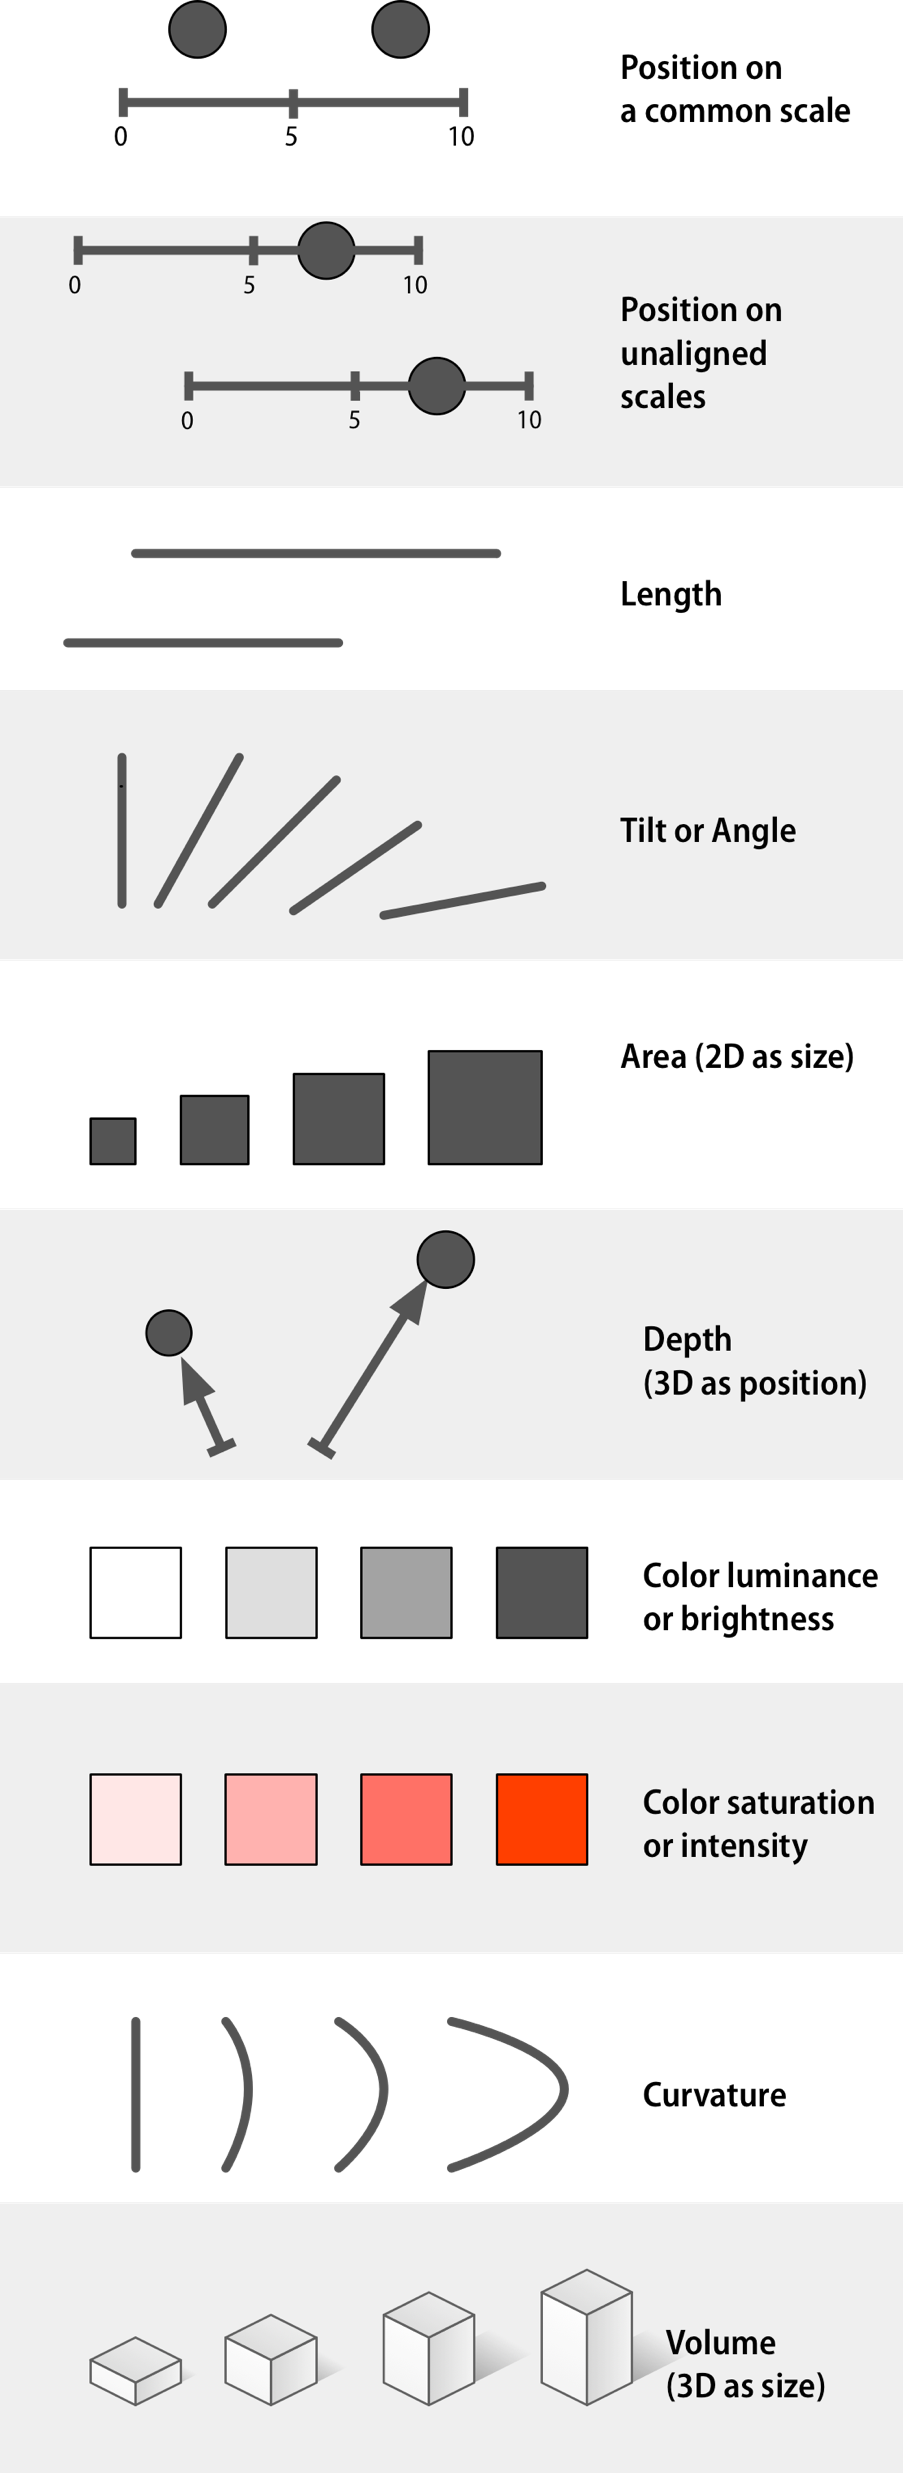 Position on
a common scale
0 5 10
0 5 10
Position on
unaligned
scales
0 5 10
Length
Tilt or Angle
Area (2D as size)
Depth
(3D as position)
Color luminance
or brightness
Color saturation
or intensity
Curvature
Volume
(3D as size)